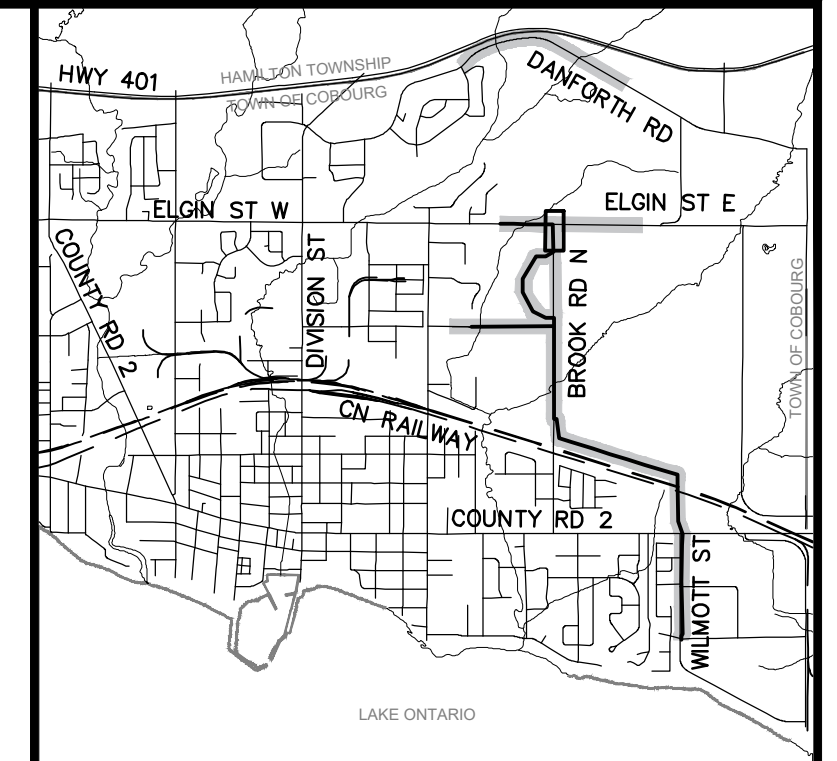 HWY 401
HAMILTON TOWNSHIP
TOWN OF COBOURG
DANFORTH RD
ELGIN ST W
ELGIN ST E
COUNTY RD 2
DIVISION ST
BROOK RD N
TOWN OF COBOURG
CN RAILWAY
COUNTY RD 2
WILMOTT ST
LAKE ONTARIO